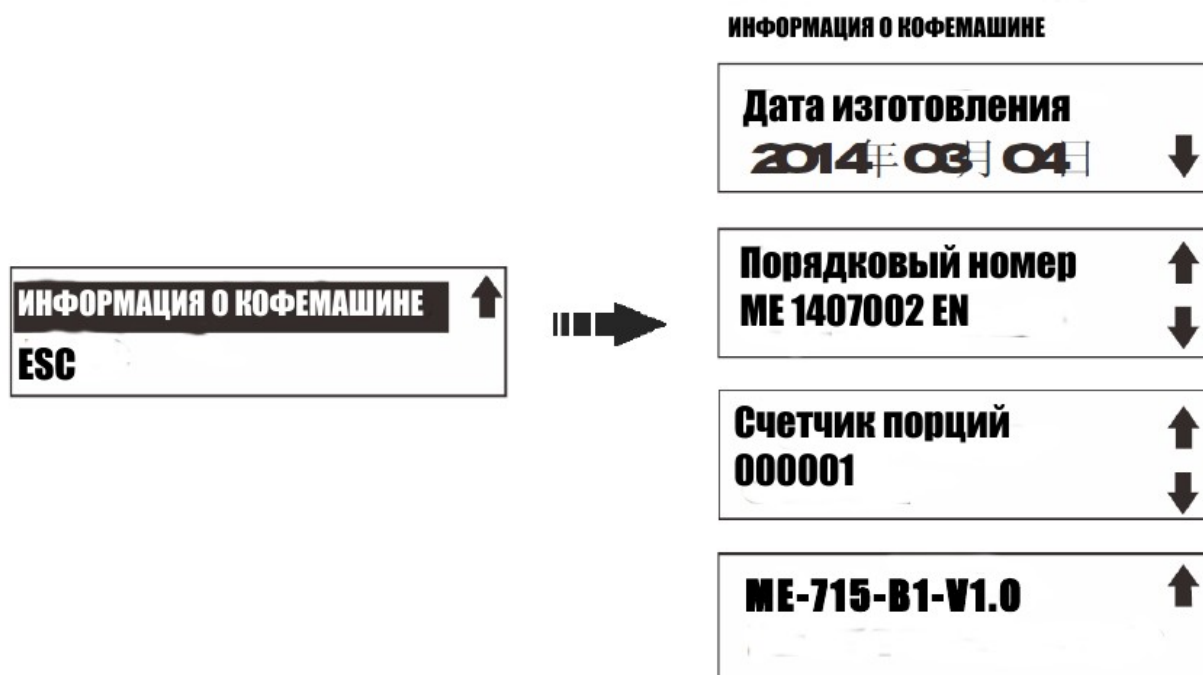 ИНФОРМАЦИЯ О КОФЕМАШИНЕ
ESC
ИНФОРМАЦИЯ О КОФЕМАШИНЕ
Дата изготовления
2014年 03月 04日
Порядковый номер
ME 1407002 EN
Счетчик порций
000001
ME-715-B1-V1.0